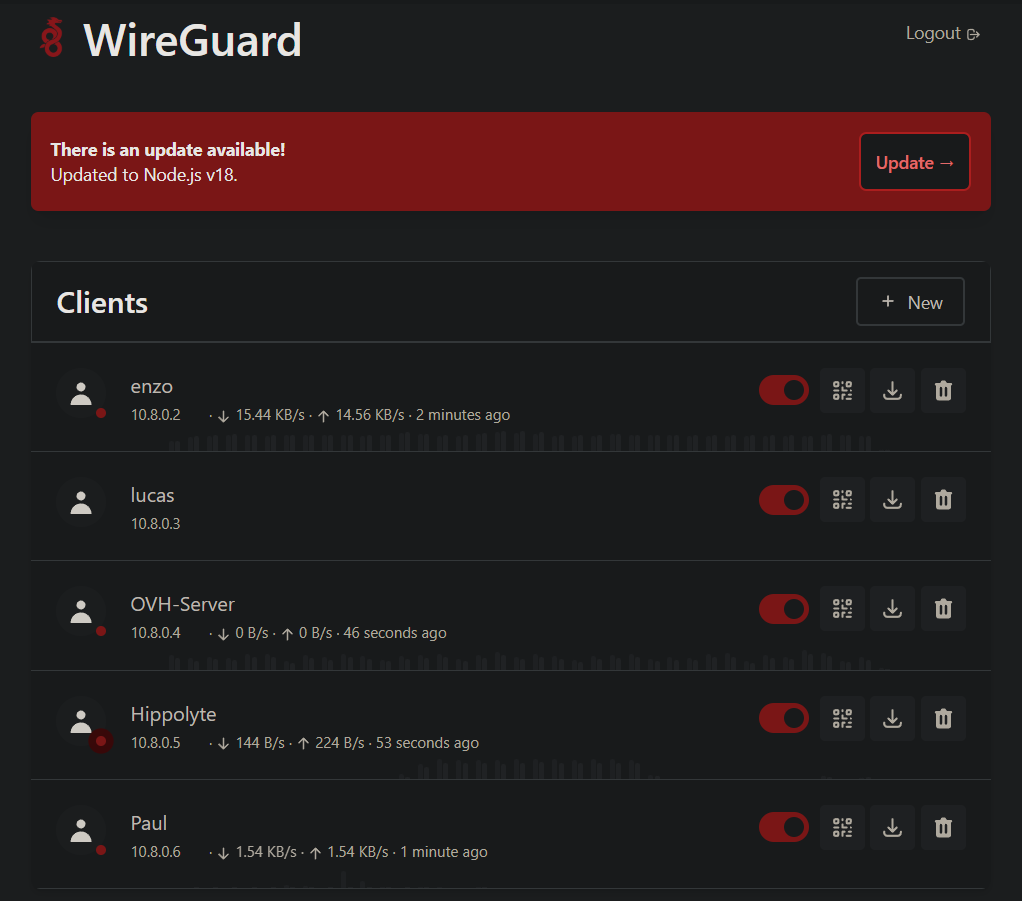 WireGuard
Logout
There is an update available!
Updated to Node.js v18.
Update →
Clients
+ New
enzo
10.8.0.2 · ↓ 15.44 KB/s · ↑ 14.56 KB/s · 2 minutes ago
lucas
10.8.0.3
OVH-Server
10.8.0.4 · ↓ 0 B/s · ↑ 0 B/s · 46 seconds ago
Hippolyte
10.8.0.5 · ↓ 144 B/s · ↑ 224 B/s · 53 seconds ago
Paul
10.8.0.6 · ↓ 1.54 KB/s · ↑ 1.54 KB/s · 1 minute ago